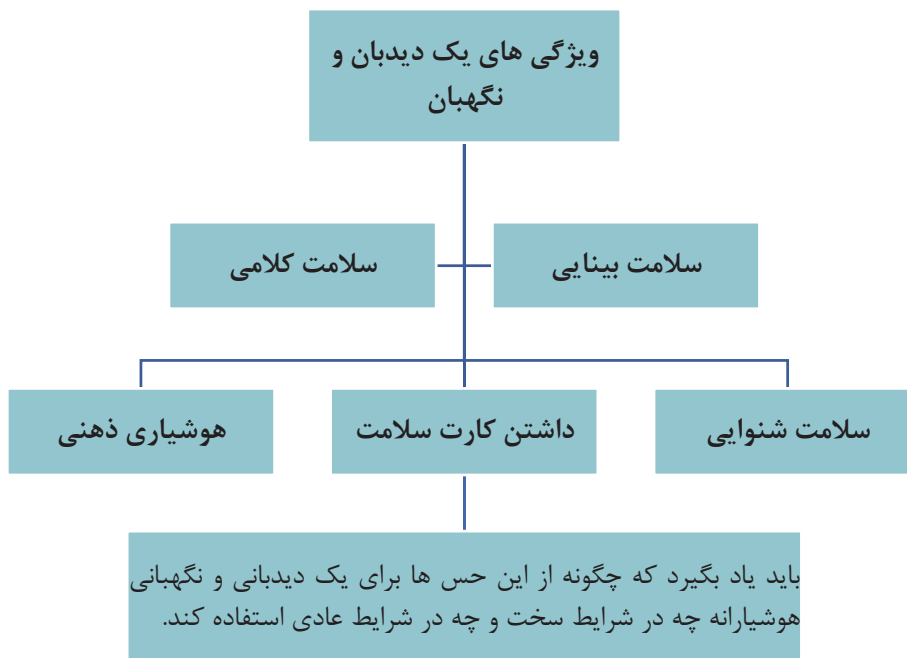 ویژگی های یک دیدبان و
نگهبان
سلامت بینایی
سلامت کلامی
سلامت شنوایی
داشتن کارت سلامت
هوشیاری ذهنی
باید یاد بگیرد که چگونه از این حس ها برای یک دیدبانی و نگهبانی
هوشیارانه چه در شرایط سخت و چه در شرایط عادی استفاده کند.